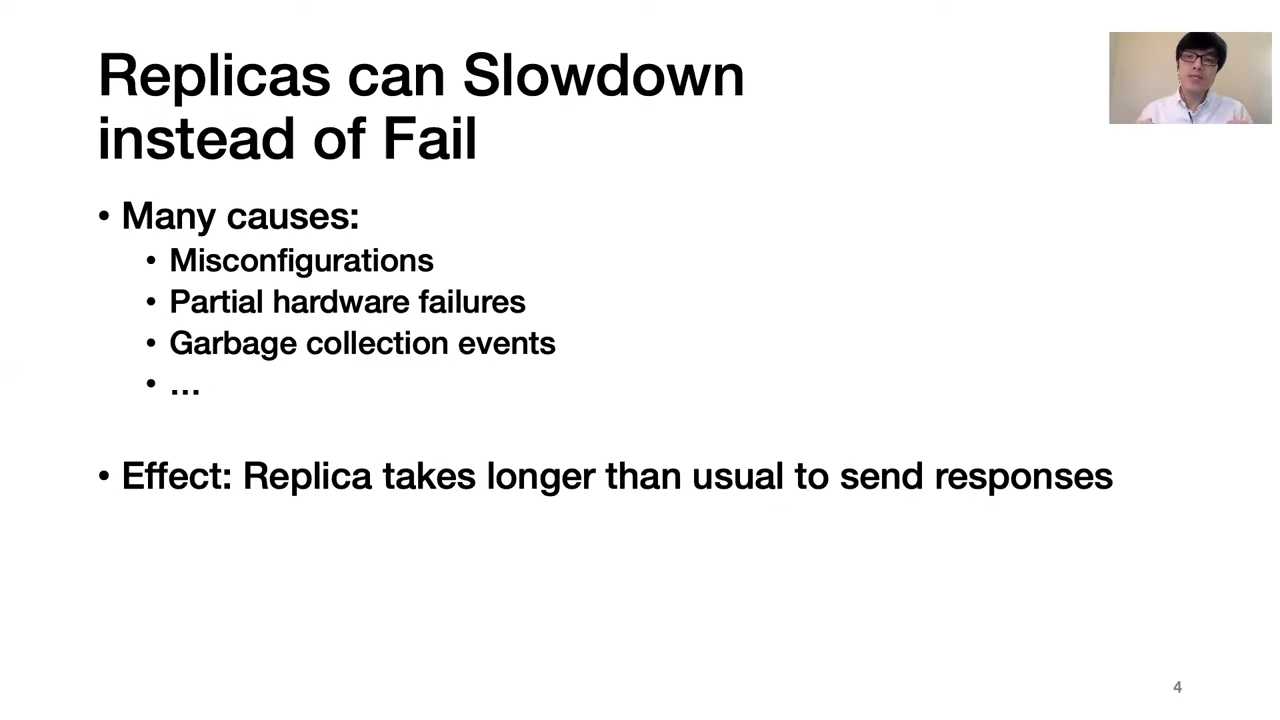 Replicas can Slowdown
instead of Fail
• Many causes:
• Misconfigurations
• Partial hardware failures
• Garbage collection events
• ...
• Effect: Replica takes longer than usual to send responses
4